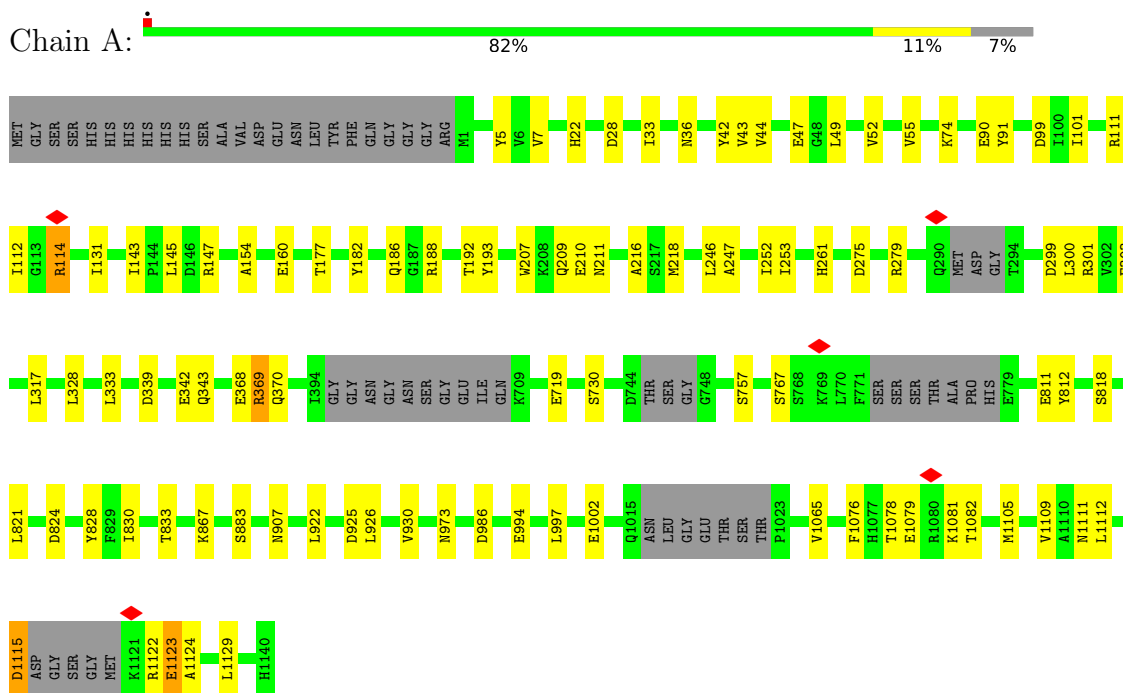 Chain A:
82% 11% 7%
MET GLY SER SER HIS HIS HIS HIS HIS HIS SER ALA VAL ASP GLU ASN LEU TYR PHE GLN GLY GLY ARG M1 Y5 V6 V7 H22 D28 I33 N36 Y42 V43 V44 E47 G48 L49 V52 V55 K74 E90 Y91 D99 I100 I101 R111
I112 G113 R114 I131 I143 P144 L145 D146 R147 A154 E160 T177 Y182 Q186 G187 R188 T192 Y193 W207 K208 Q209 E210 N211 A216 S217 M218 L246 A247 I252 I253 H261 D275 R279 Q290 MET ASP GLY T294 D299 L300 R301 V302
L317 L328 L333 D339 E342 Q343 E368 R369 Q370 I394 GLY GLY ASN GLY ASN SER GLY GLU ILE GLN K709 E719 S730 D744 THR SER GLY G748 S757 S767 S768 K769 L770 F771 SER SER SER THR ALA PRO HIS E779 E811 Y812 S818
L821 D824 Y828 F829 I830 T833 K867 S883 N907 L922 D925 L926 V930 N973 D986 E994 L997 E1002 Q1015 ASN LEU GLY GLU THR SER THR P1023 V1065 F1076 H1077 T1078 E1079 R1080 K1081 T1082 M1105 V1109 A1110 N1111 L1112
D1115 ASP GLY SER GLY MET K1121 R1122 E1123 A1124 L1129 H1140